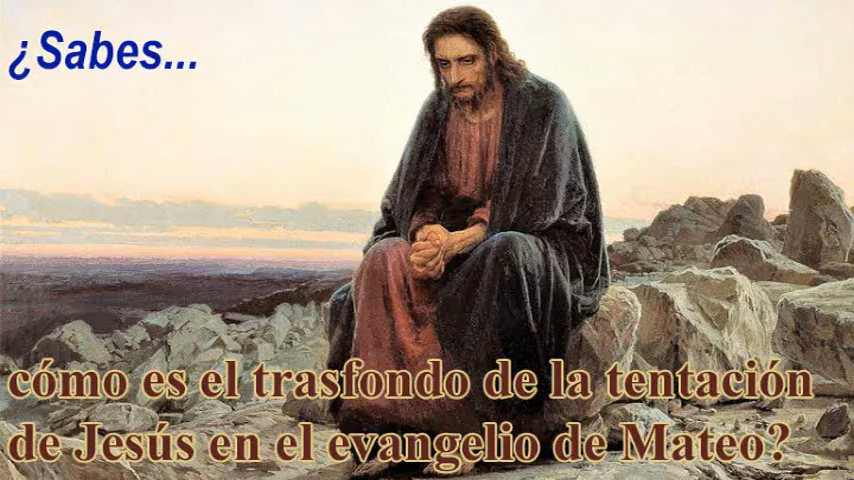 ¿Sabes...
cómo es el trasfondo de la tentación
de Jesús en el evangelio de Mateo?